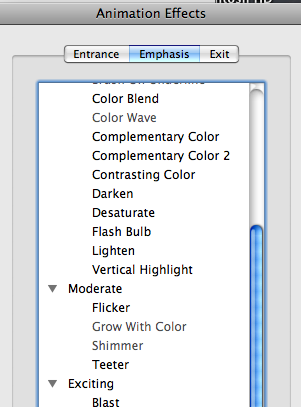 Animation Effects
Entrance Emphasis Exit
Color Blend
Color Wave
Complementary Color
Complementary Color 2
Contrasting Color
Darken
Desaturate
Flash Bulb
Lighten
Vertical Highlight
Moderate
Flicker
Grow With Color
Shimmer
Teeter
Exciting
Blast